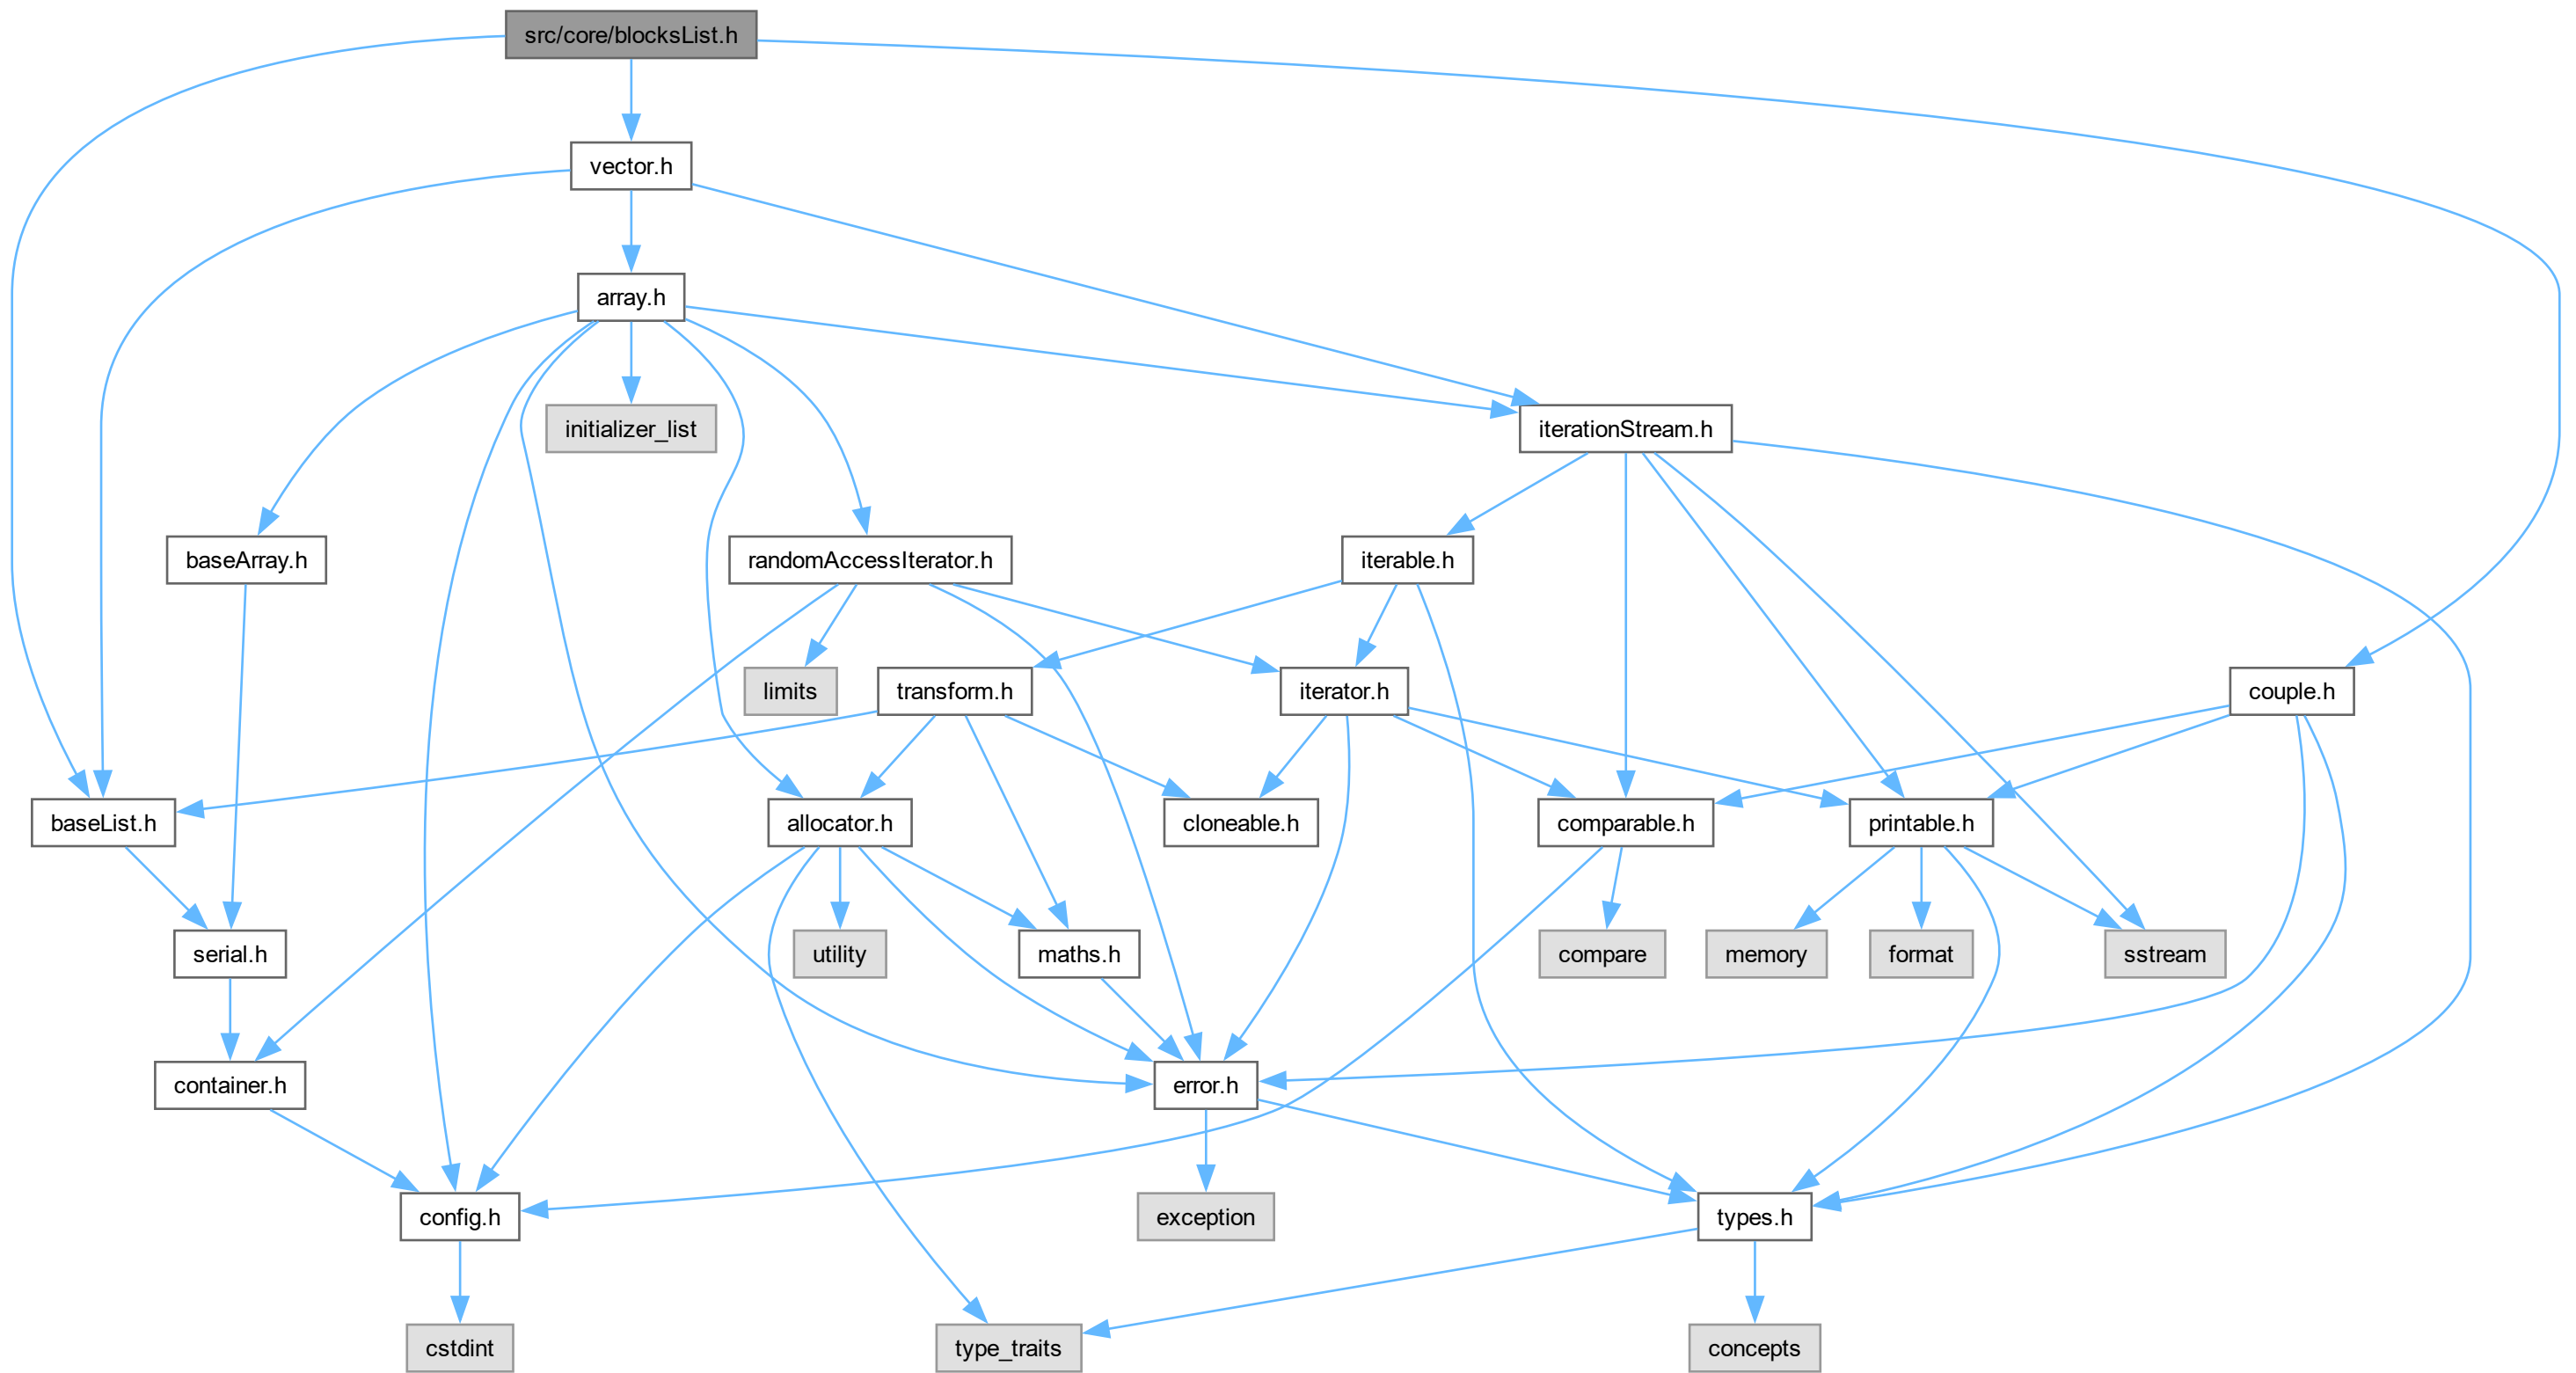 src/core/blocksList.h
vector.h
array.h
initializer_list
iterationStream.h
baseArray.h
randomAccessIterator.h
iterable.h
limits
transform.h
iterator.h
couple.h
baseList.h
allocator.h
cloneable.h
comparable.h
printable.h
serial.h
utility
maths.h
compare
memory
format
sstream
container.h
error.h
config.h
exception
types.h
cstdint
type_traits
concepts